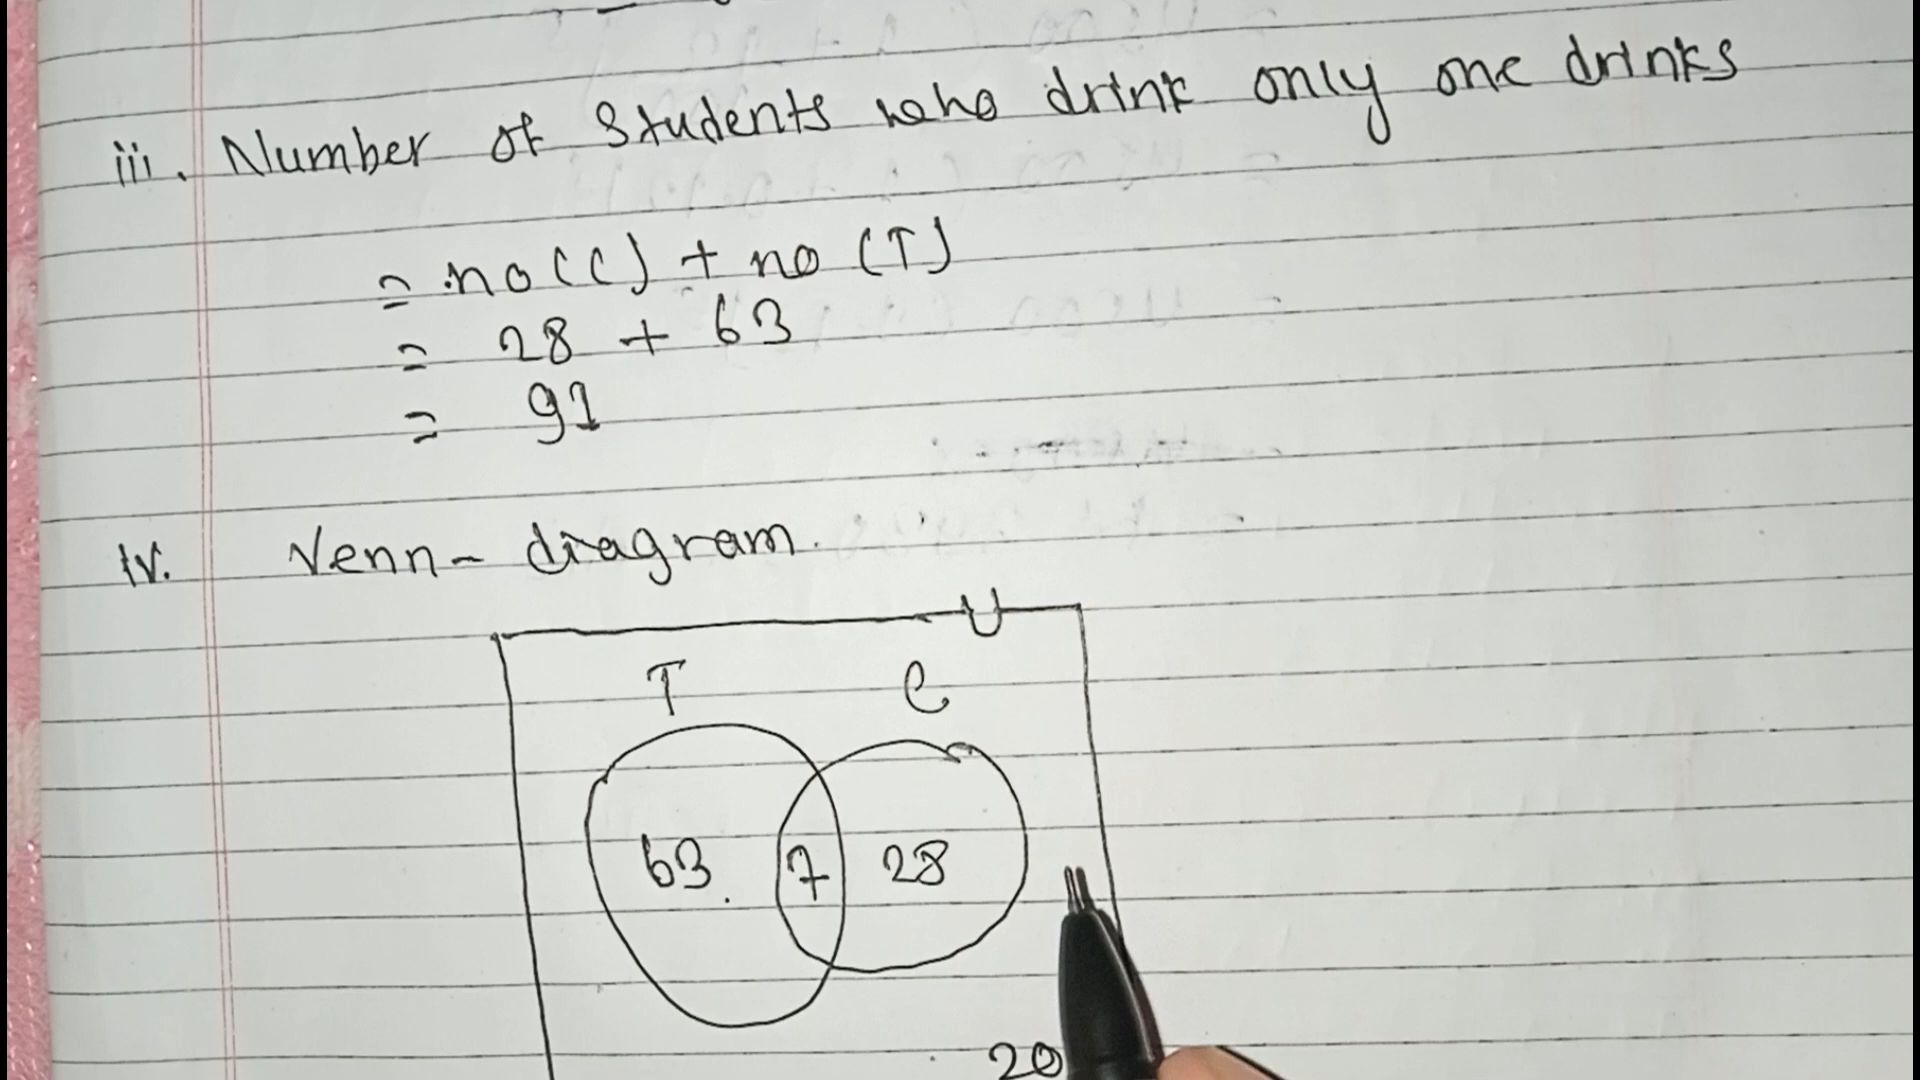 iii. Number of Students who drink only one drinks
= no(C) + no(T)
= 28 + 63
= 91
iv. Venn-diagram.
U
T C
63 7 28
20